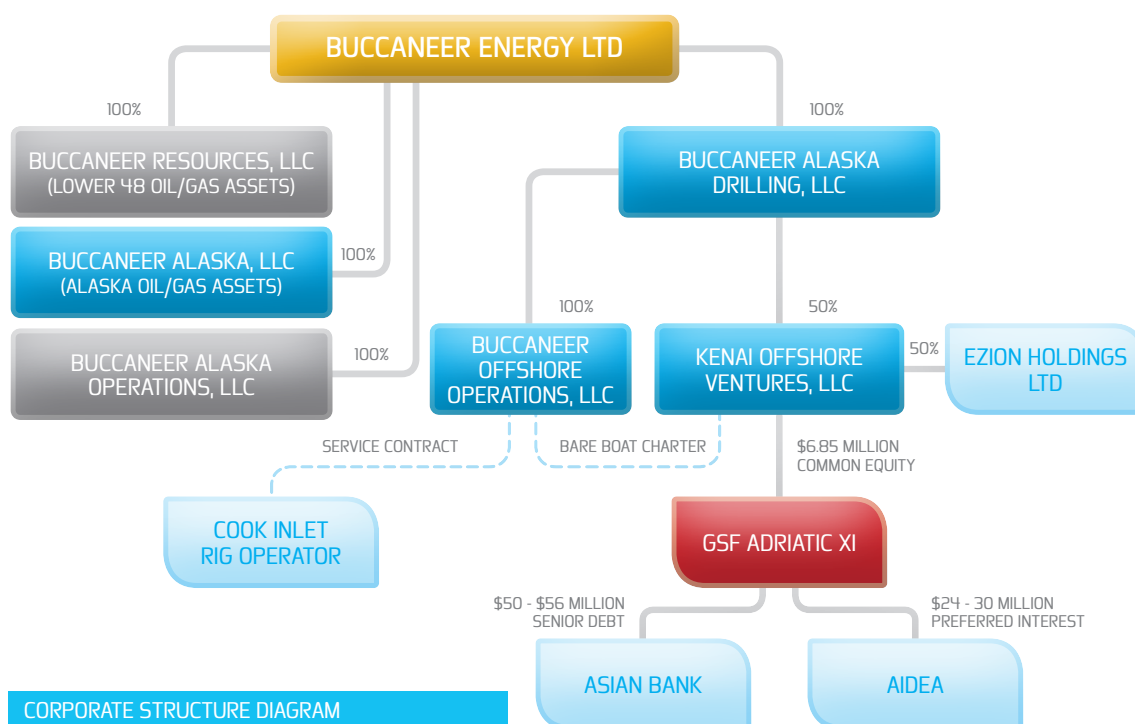 BUCCANEER ENERGY LTD
100%
100%
BUCCANEER RESOURCES, LLC
(LOWER 48 OIL/GAS ASSETS)
BUCCANEER ALASKA
DRILLING, LLC
BUCCANEER ALASKA, LLC
(ALASKA OIL/GAS ASSETS)
100%
100%
50%
BUCCANEER ALASKA
OPERATIONS, LLC
100%
BUCCANEER
OFFSHORE
OPERATIONS, LLC
KENAI OFFSHORE
VENTURES, LLC
50%
EZION HOLDINGS
LTD
SERVICE CONTRACT
BARE BOAT CHARTER
$6.85 MILLION
COMMON EQUITY
COOK INLET
RIG OPERATOR
GSF ADRIATIC XI
$50 - $56 MILLION
SENIOR DEBT
$24 - 30 MILLION
PREFERRED INTEREST
ASIAN BANK
AIDEA
CORPORATE STRUCTURE DIAGRAM